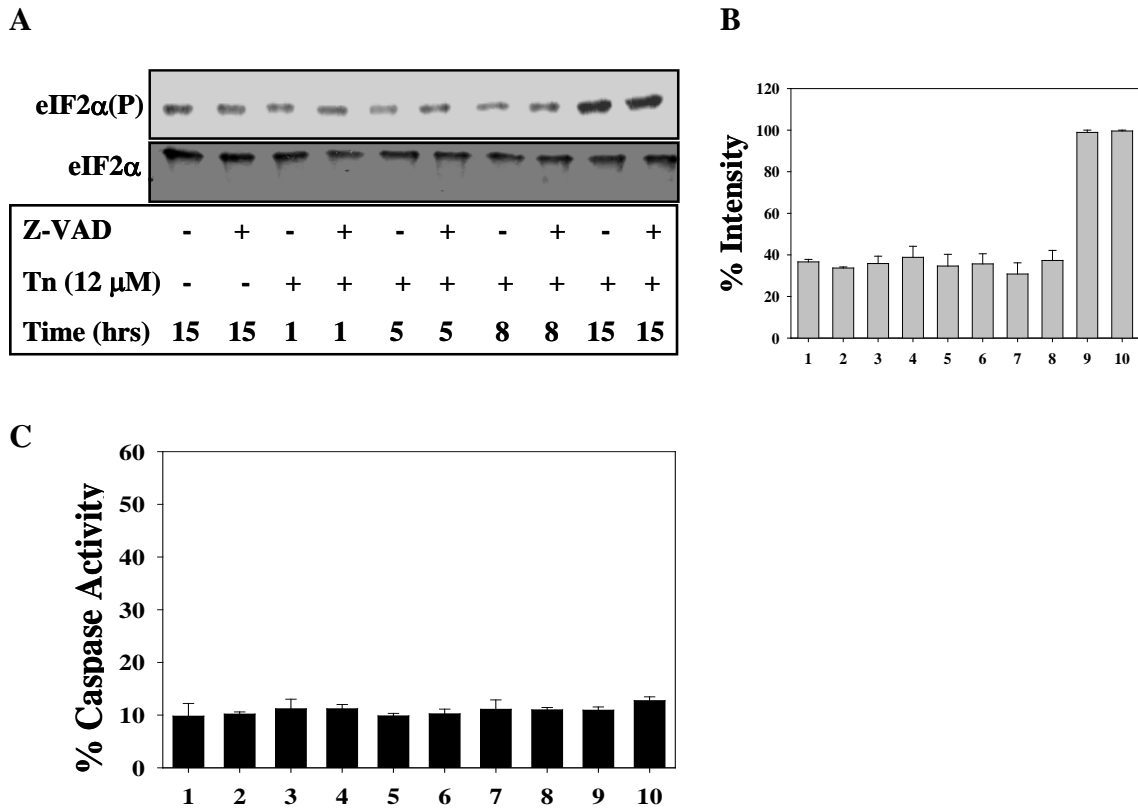 A
eIF2α(P)
eIF2α
Z-VAD - + - + - + - + - +
Tn (12 μM) - - + + + + + + + +
Time (hrs) 15 15 1 1 5 5 8 8 15 15
B
% Intensity
120
100
80
60
40
20
0
1 2 3 4 5 6 7 8 9 10
C
% Caspase Activity
60
50
40
30
20
10
0
1 2 3 4 5 6 7 8 9 10